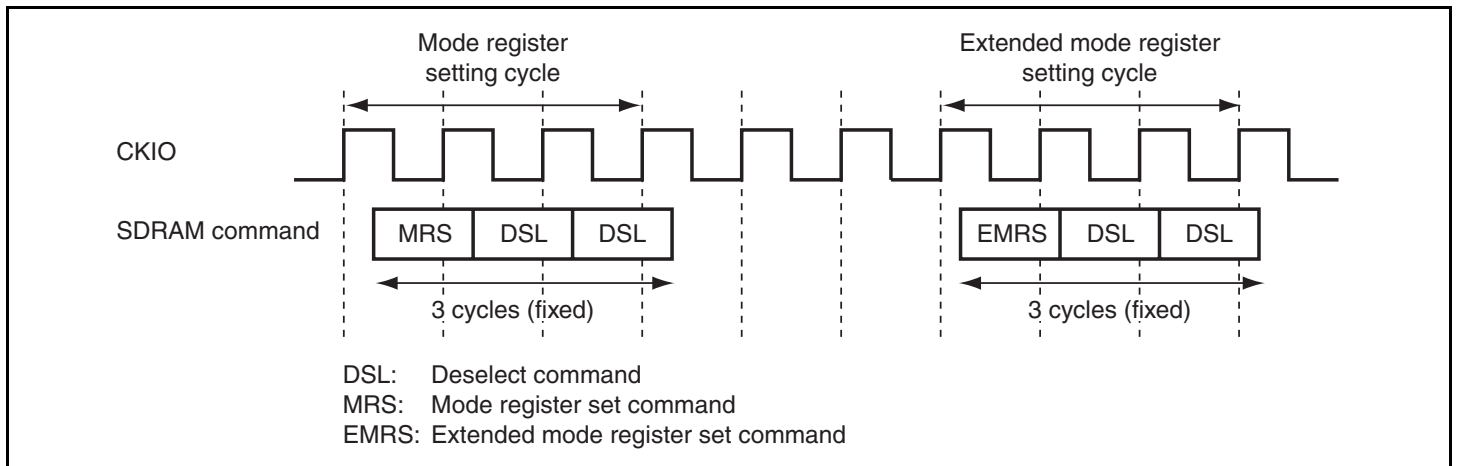 Mode register
setting cycle
Extended mode register
setting cycle
CKIO
SDRAM command
MRS DSL DSL
EMRS DSL DSL
3 cycles (fixed)
3 cycles (fixed)
DSL: Deselect command
MRS: Mode register set command
EMRS: Extended mode register set command